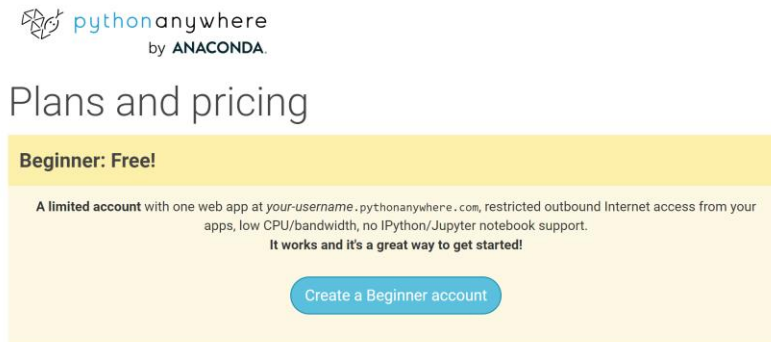 pythonanywhere
by ANACONDA.
Plans and pricing
Beginner: Free!
A limited account with one web app at your-username.pythonanywhere.com, restricted outbound Internet access from your
apps, low CPU/bandwidth, no IPython/Jupyter notebook support.
It works and it's a great way to get started!
Create a Beginner account